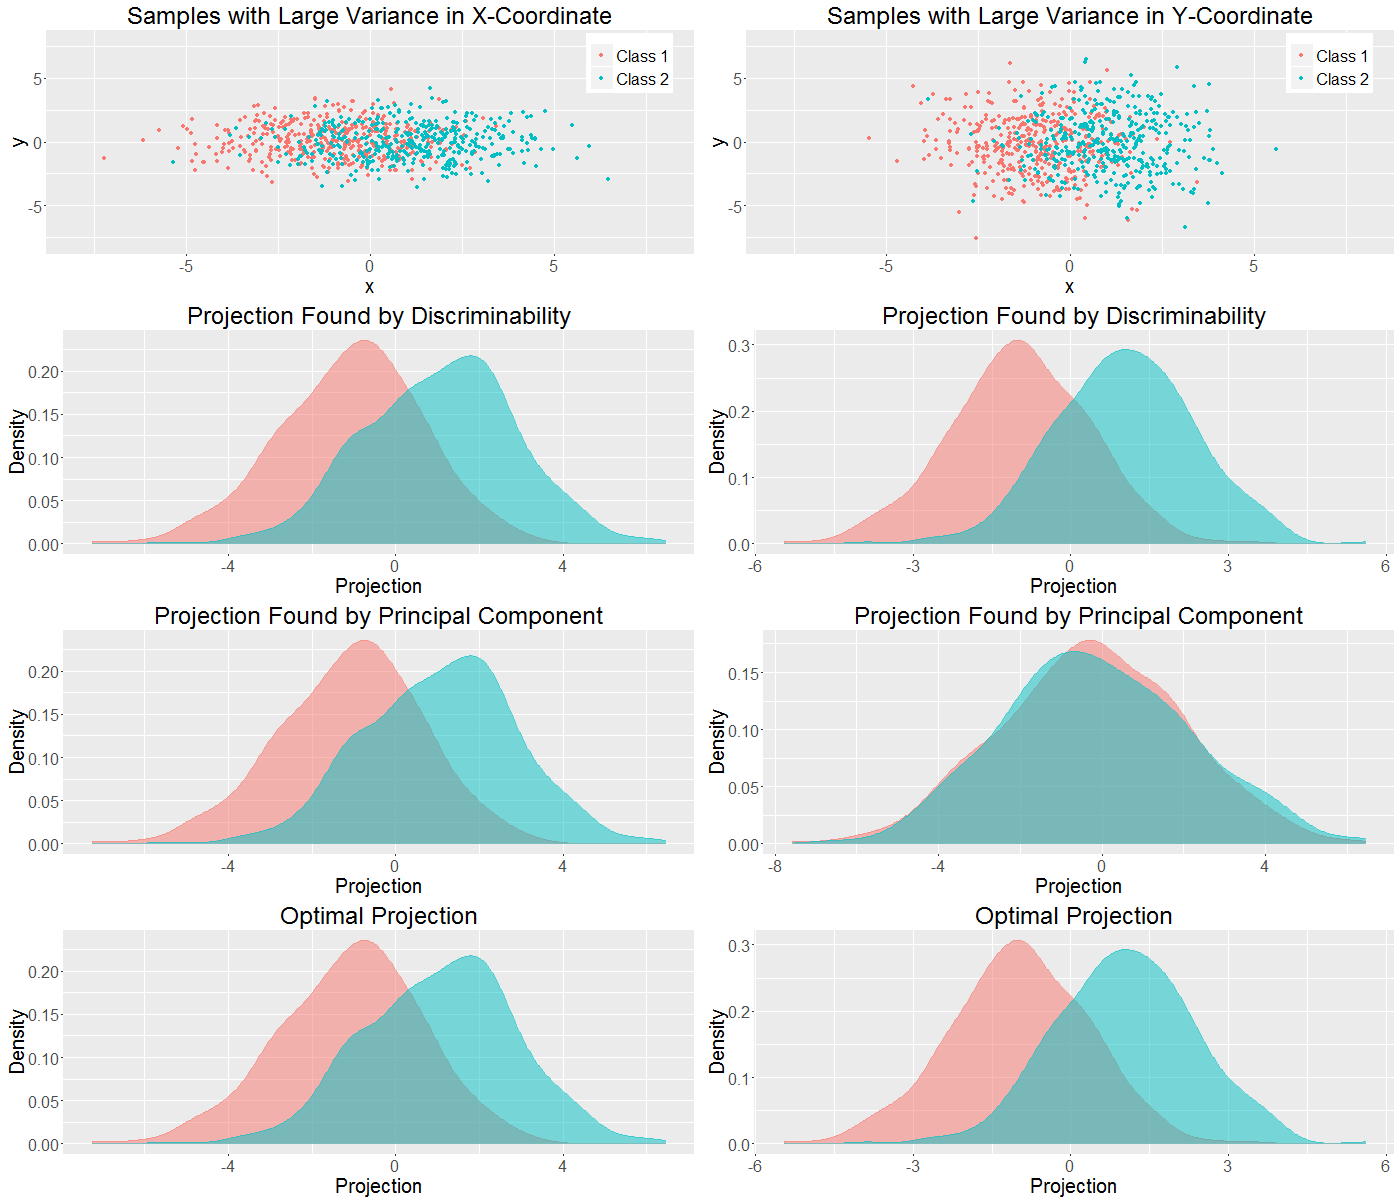 Samples with Large Variance in X-Coordinate
Class 1
Class 2
5
0
-5
y
-5 0 5
x
Samples with Large Variance in Y-Coordinate
Class 1
Class 2
5
0
-5
y
-5 0 5
x
Projection Found by Discriminability
0.20
0.15
0.10
0.05
0.00
Density
-4 0 4
Projection
Projection Found by Discriminability
0.3
0.2
0.1
0.0
Density
-6 -3 0 3 6
Projection
Projection Found by Principal Component
0.20
0.15
0.10
0.05
0.00
Density
-4 0 4
Projection
Projection Found by Principal Component
0.15
0.10
0.05
0.00
Density
-8 -4 0 4
Projection
Optimal Projection
0.20
0.15
0.10
0.05
0.00
Density
-4 0 4
Projection
Optimal Projection
0.3
0.2
0.1
0.0
Density
-6 -3 0 3 6
Projection